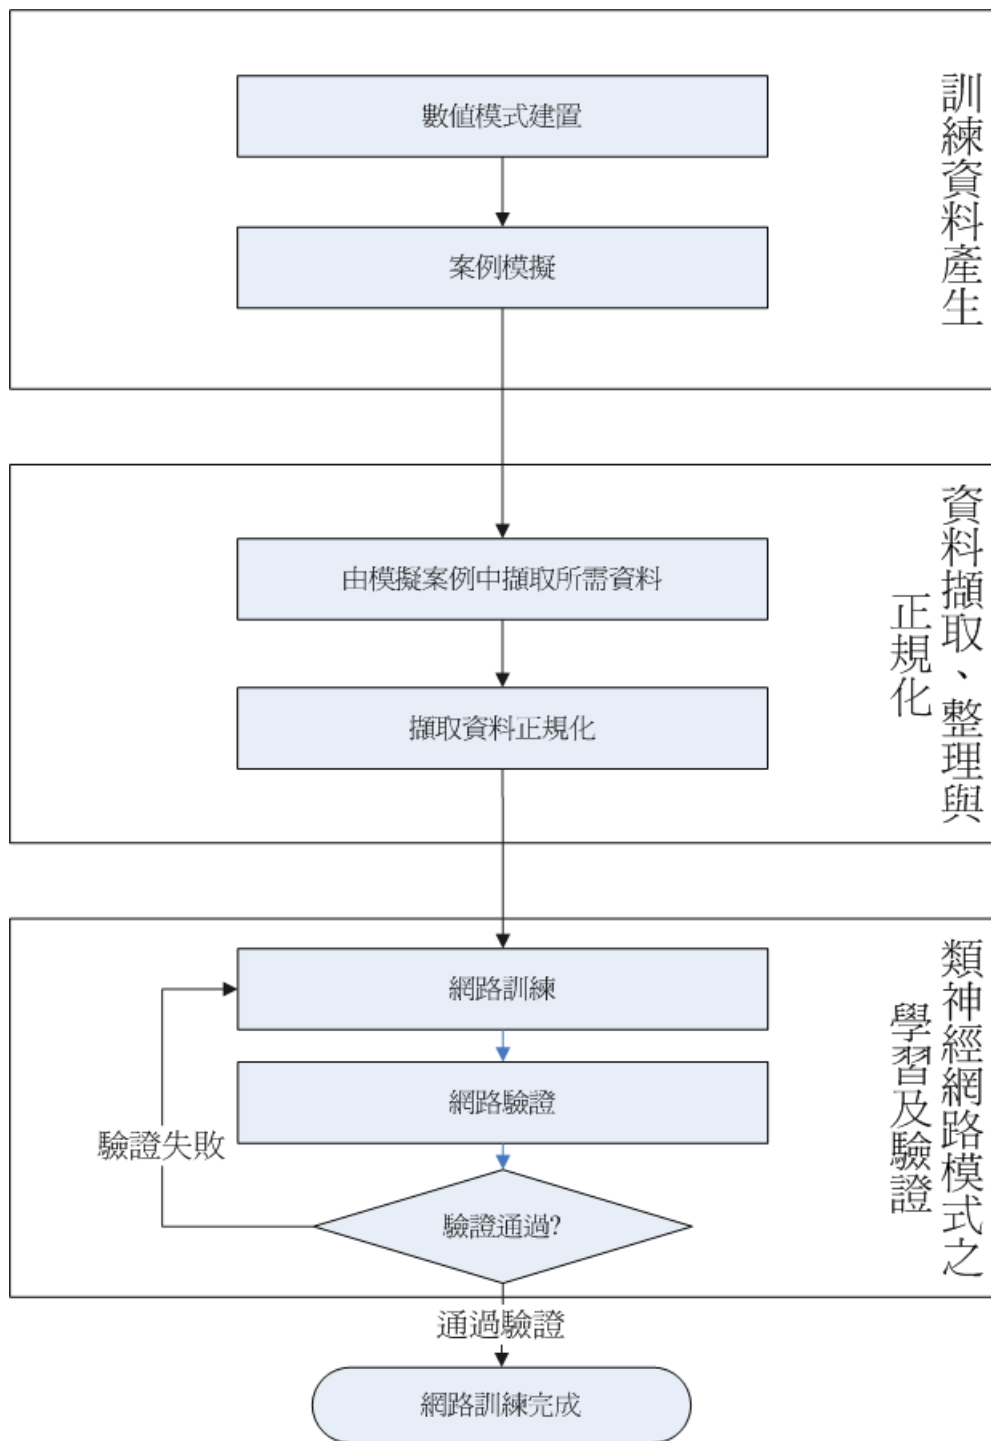 數值模式建置
案例模擬
訓練資料產生
由模擬案例中擷取所需資料
擷取資料正規化
資料擷取、整理與
正規化
網路訓練
網路驗證
驗證失敗
驗證通過?
類神經網路模式之
學習及驗證
通過驗證
網路訓練完成